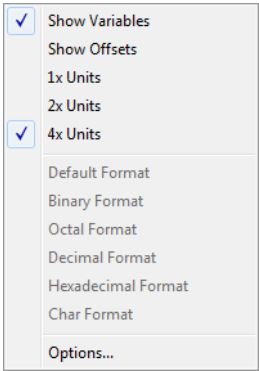 Show Variables
Show Offsets
1x Units
2x Units
4x Units
Default Format
Binary Format
Octal Format
Decimal Format
Hexadecimal Format
Char Format
Options...